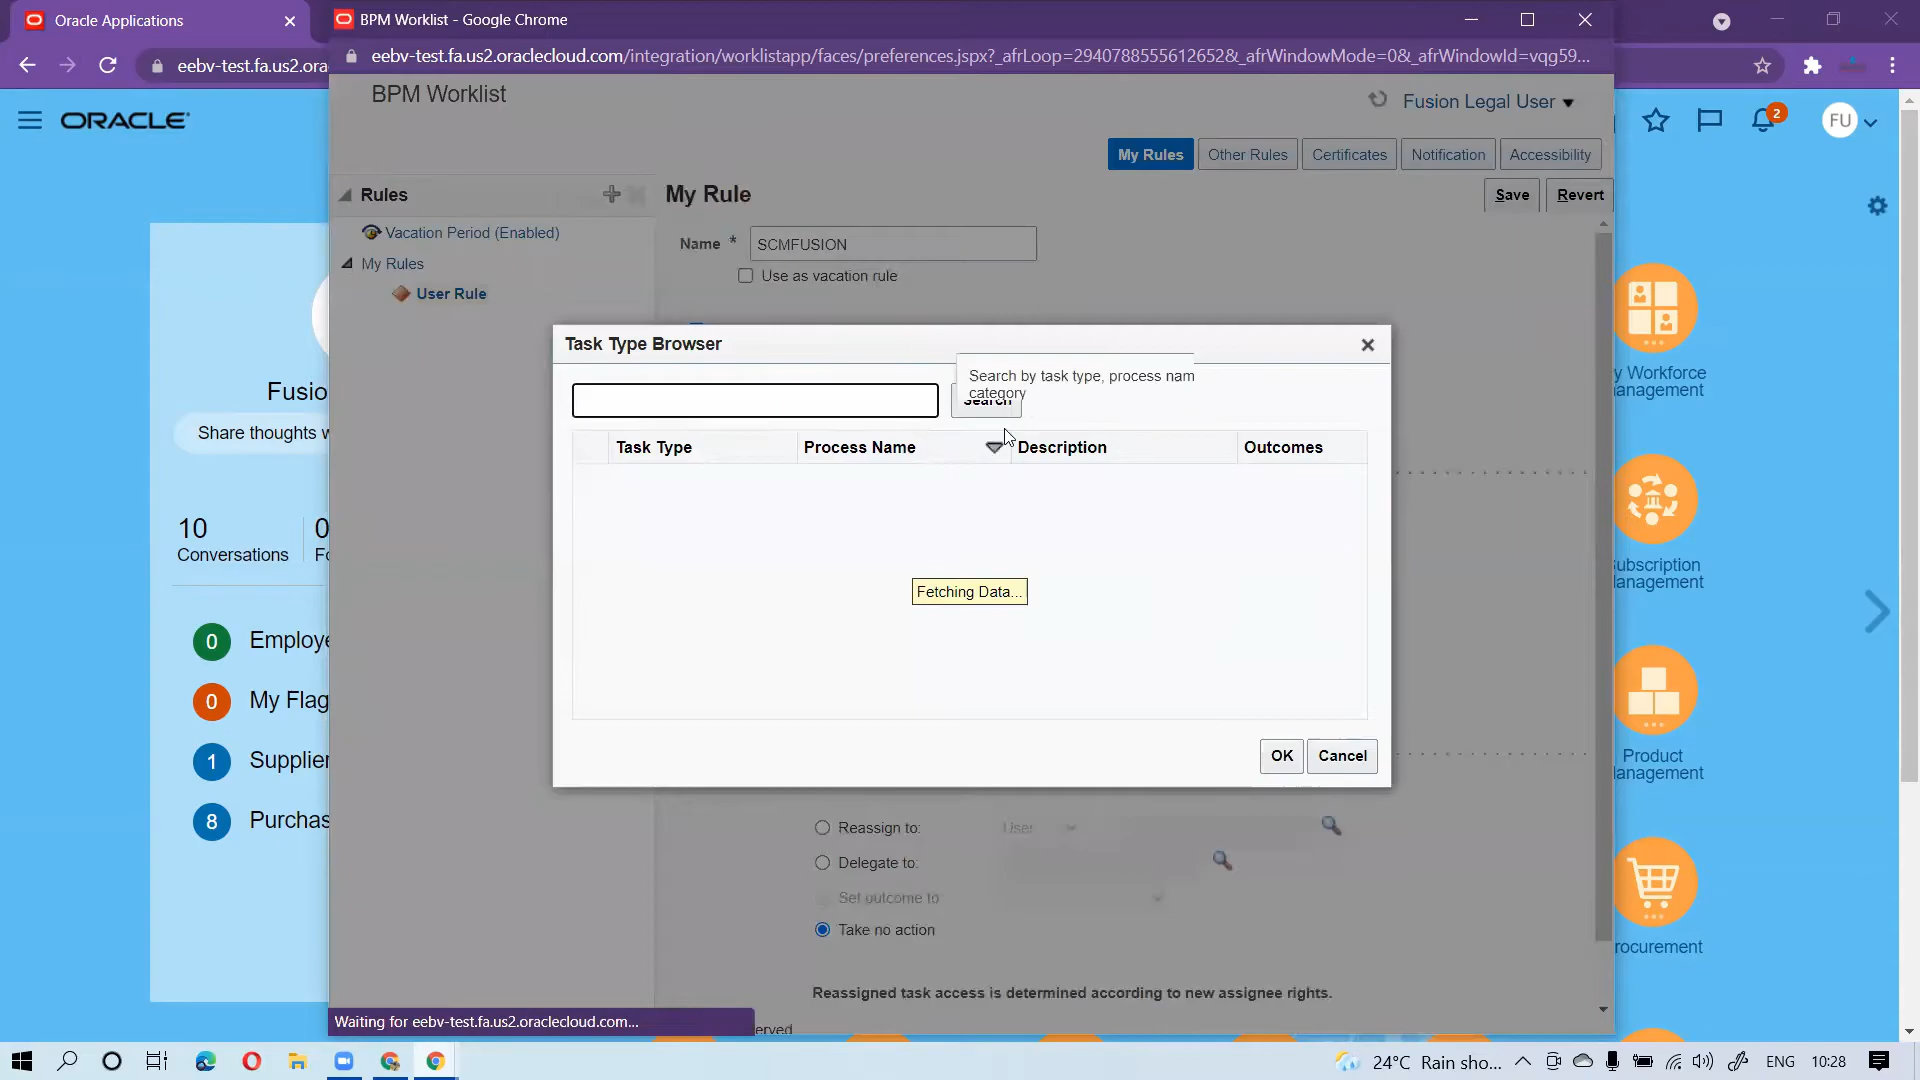 Oracle Applications
BPM Worklist - Google Chrome
eebv-test.fa.us2.ora
eebv-test.fa.us2.oraclecloud.com/integration/worklistapp/faces/preferences.jspx?_afrLoop=2940788555612652&_afrWindowMode=0&_afrWindowId=vqg59...
BPM Worklist
Fusion Legal User
ORACLE
2
FU
My Rules
Other Rules
Certificates
Notification
Accessibility
Rules
My Rule
Save
Revert
Vacation Period (Enabled)
Name *
SCMFUSION
My Rules
Use as vacation rule
User Rule
Task Type Browser
Search by task type, process nam
category
Search
Task Type
Process Name
Description
Outcomes
Fetching Data...
OK
Cancel
Fusio
Share thoughts w
10
Conversations
0
Fo
0
Employe
0
My Flag
1
Supplier
8
Purchas
y Workforce
anagement
ubscription
anagement
Product
anagement
rocurement
Reassign to:
User
Delegate to:
Set outcome to
Take no action
Reassigned task access is determined according to new assignee rights.
Waiting for eebv-test.fa.us2.oraclecloud.com...
erved
24°C Rain sho...
ENG
10:28